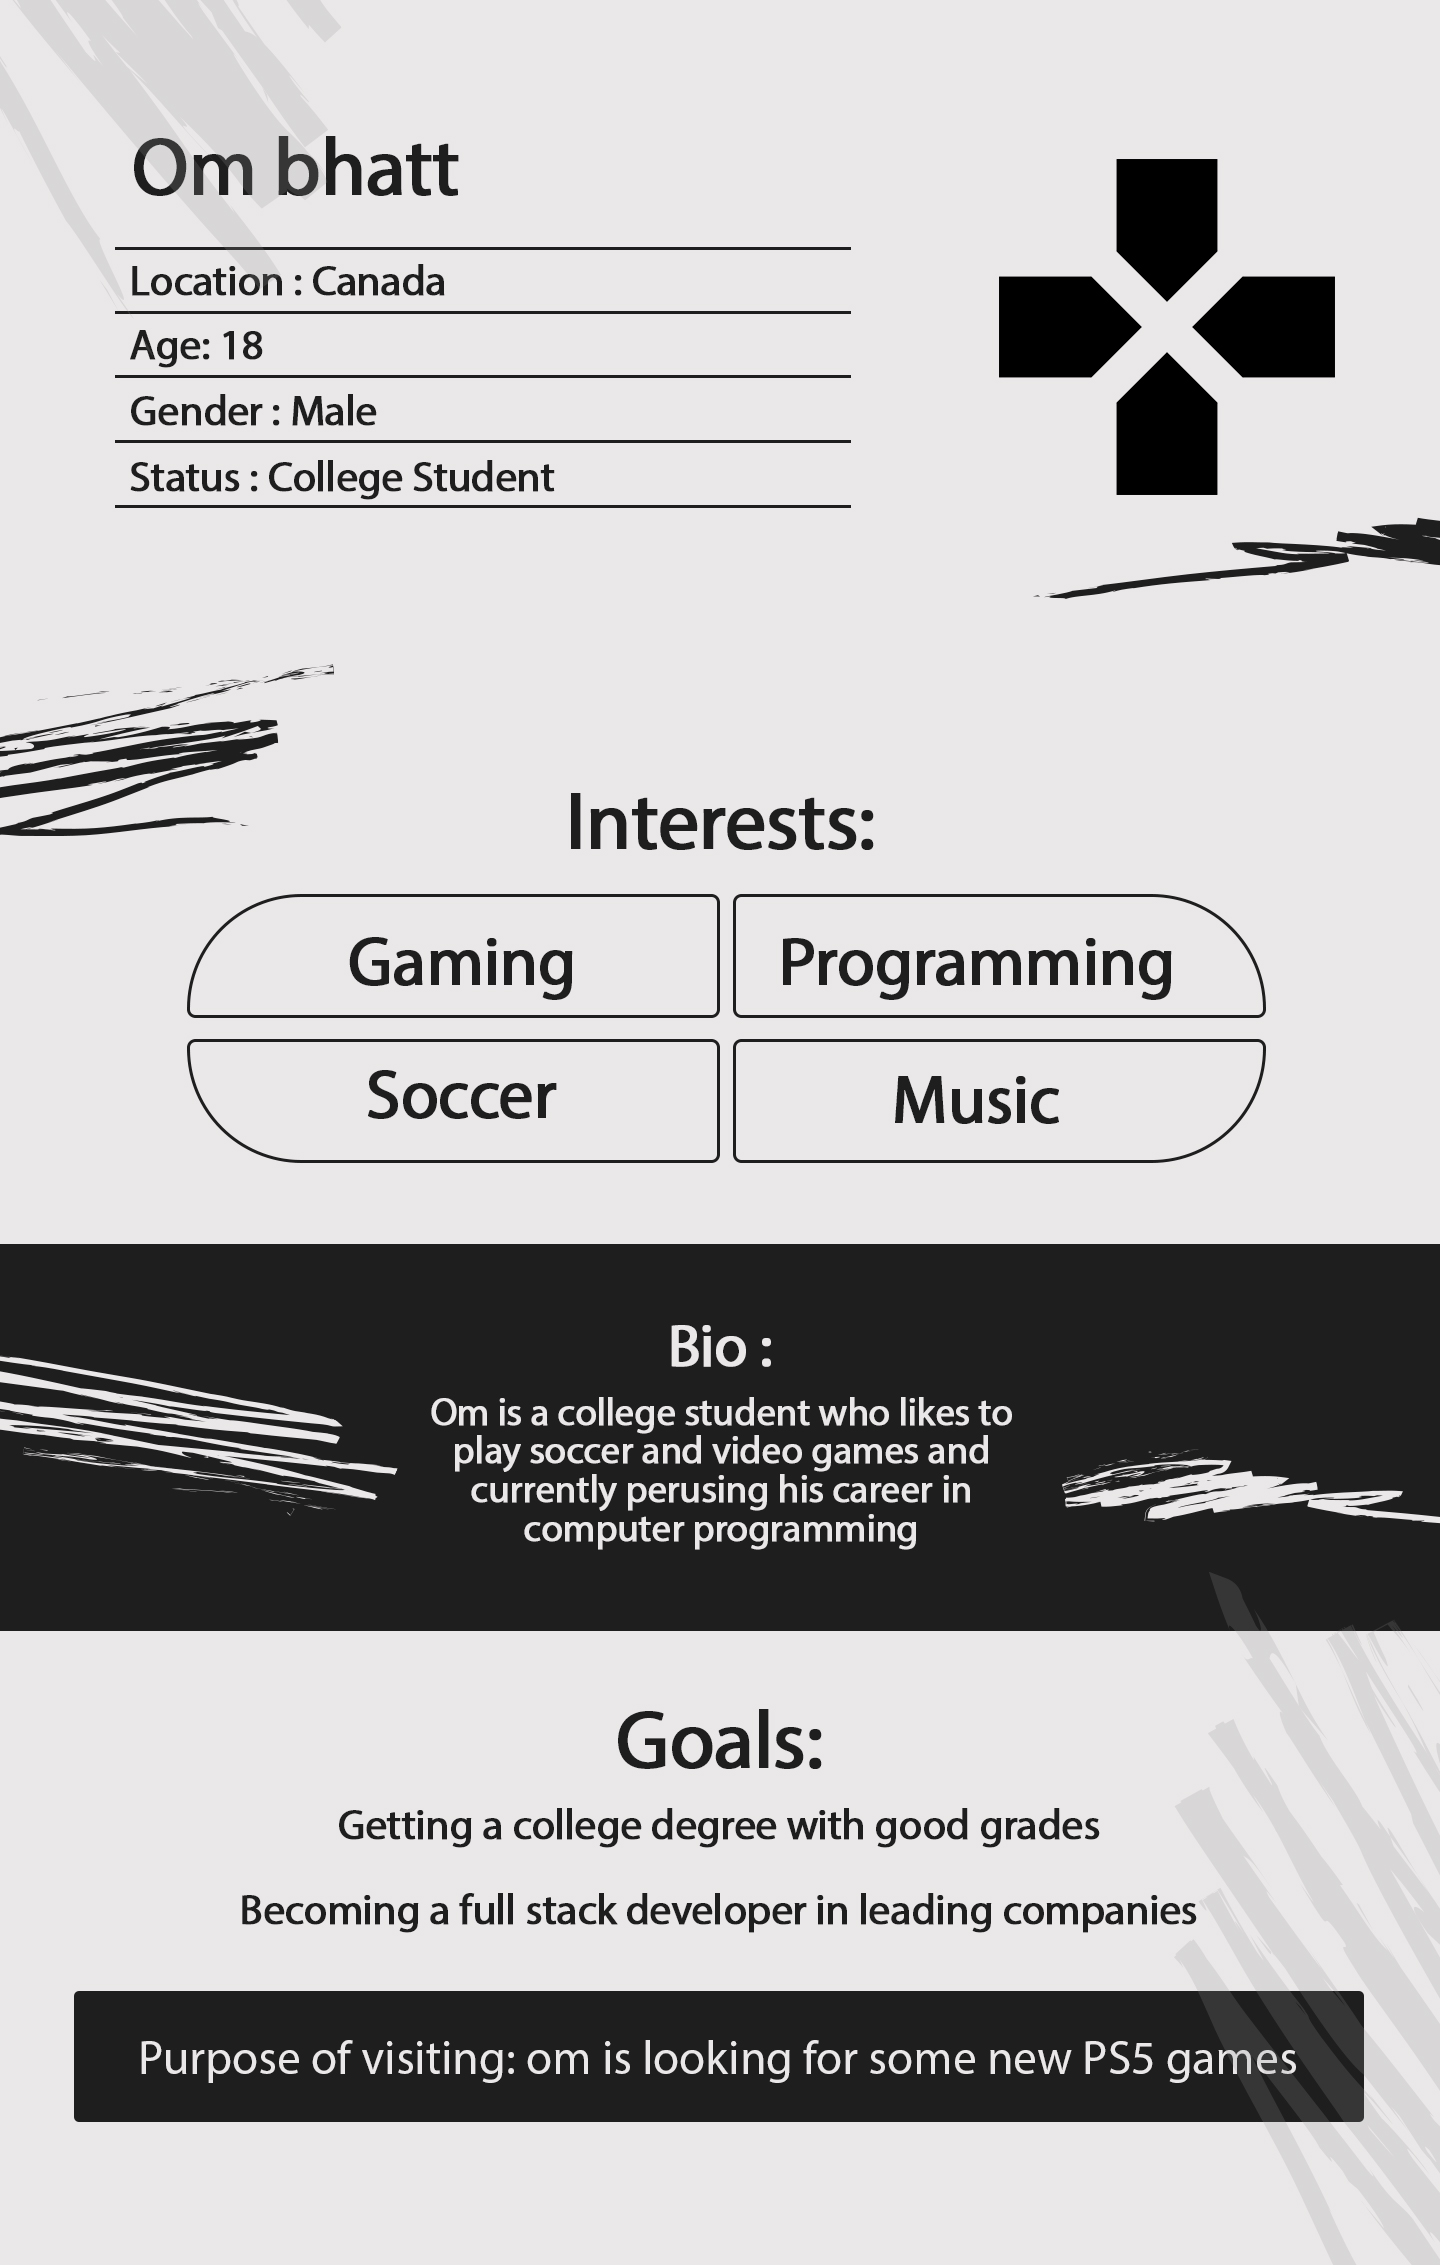 Om bhatt
Location : Canada
Age: 18
Gender : Male
Status : College Student
Interests:
Gaming
Programming
Soccer
Music
Bio :
Om is a college student who likes to
play soccer and video games and
currently perusing his career in
computer programming
Goals:
Getting a college degree with good grades
Becoming a full stack developer in leading companies
Purpose of visiting: om is looking for some new PS5 games